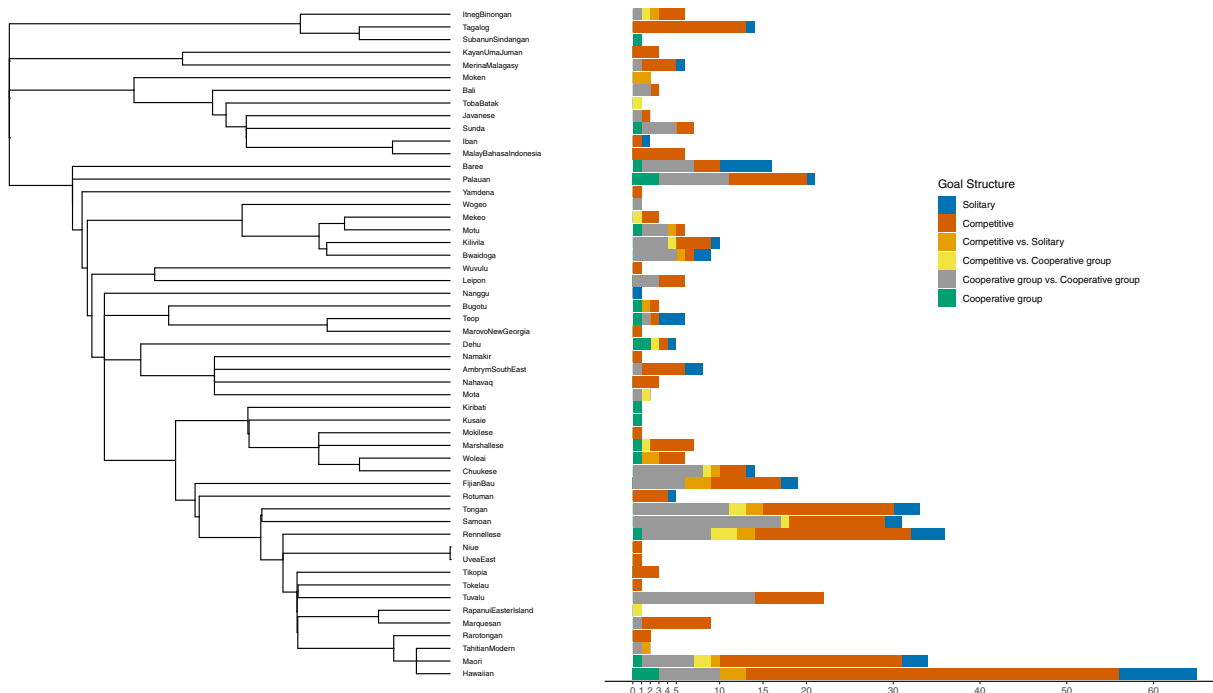 ItnegBinongan
Tagalog
SubanunSindangan
KayanUmaJuman
MerinaMalagasy
Moken
Bali
TobaBatak
Javanese
Sunda
Iban
MalayBahasaIndonesia
Baree
Palauan
Yamdena
Wogeo
Mekeo
Motu
Kilivila
Bwaidoga
Wuvulu
Leipon
Nanggu
Bugotu
Teop
MarovoNewGeorgia
Dehu
Namakir
AmbrymSouthEast
Nahavaq
Mota
Kiribati
Kusaie
Mokilese
Marshallese
Woleai
Chuukese
FijianBau
Rotuman
Tongan
Samoan
Rennellese
Niue
UveaEast
Tikopia
Tokelau
Tuvalu
RapanuiEasterIsland
Marquesan
Rarotongan
TahitianModern
Maori
Hawaiian
Goal Structure
Solitary
Competitive
Competitive vs. Solitary
Competitive vs. Cooperative group
Cooperative group vs. Cooperative group
Cooperative group
0 1 2 3 4 5 10 15 20 30 40 50 60